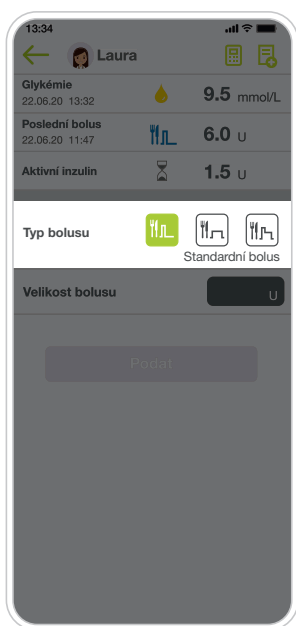 13:34
Laura
Glykémie
22.06.20 13:32
9.5 mmol/L
Poslední bolus
22.06.20 11:47
6.0 U
Aktivní inzulin
1.5 U
Typ bolusu
Standardní bolus
Velikost bolusu
U
Podat